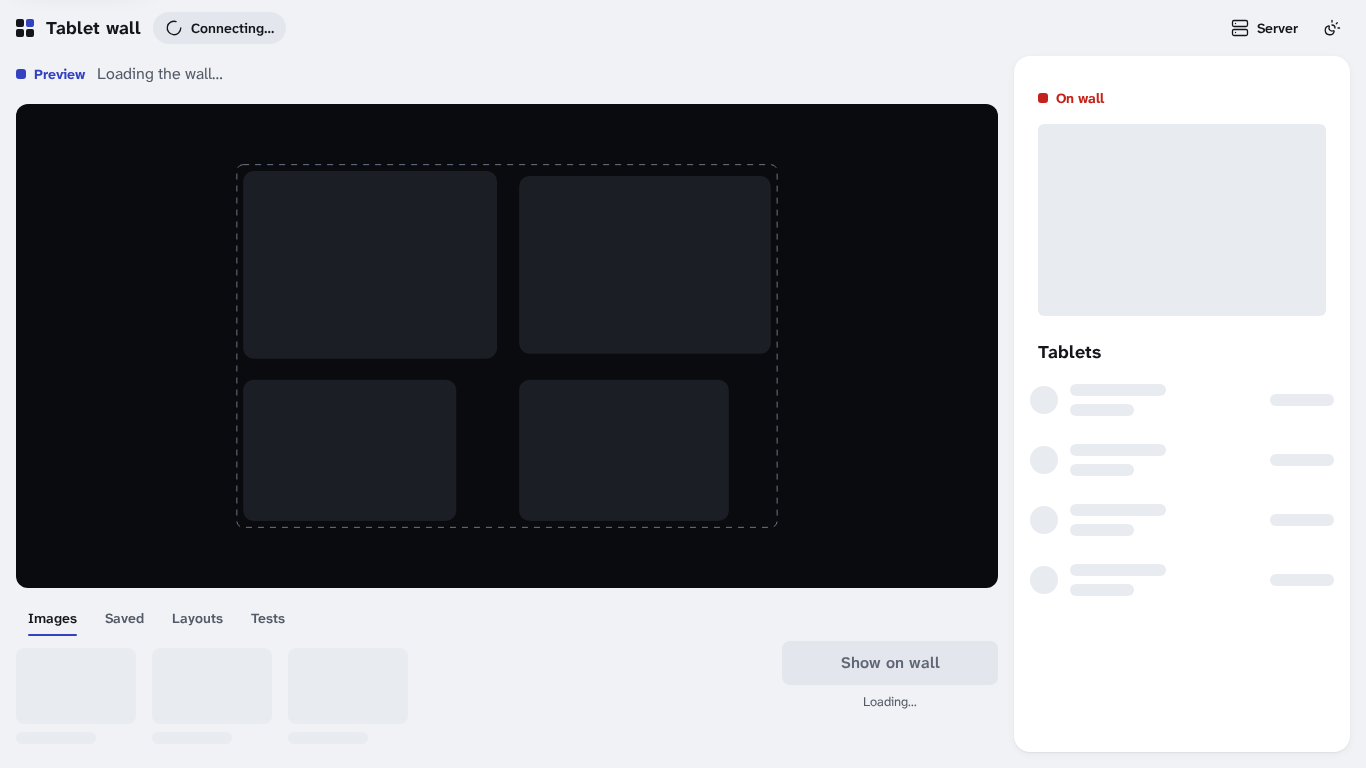 Tablet wall
Connecting...
Server
Preview
Loading the wall...
On wall
Tablets
Images
Saved
Layouts
Tests
Show on wall
Loading...